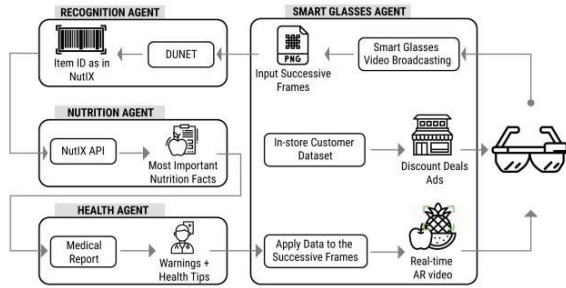 RECOGNITION AGENT
SMART GLASSES AGENT
Item ID as in
NutIX
DUNET
PNG
Input Successive
Frames
Smart Glasses
Video Broadcasting
NUTRITION AGENT
NutIX API
Most Important
Nutrition Facts
In-store Customer
Dataset
Discount Deals
Ads
HEALTH AGENT
Medical
Report
Warnings +
Health Tips
Apply Data to the
Successive Frames
Real-time
AR video